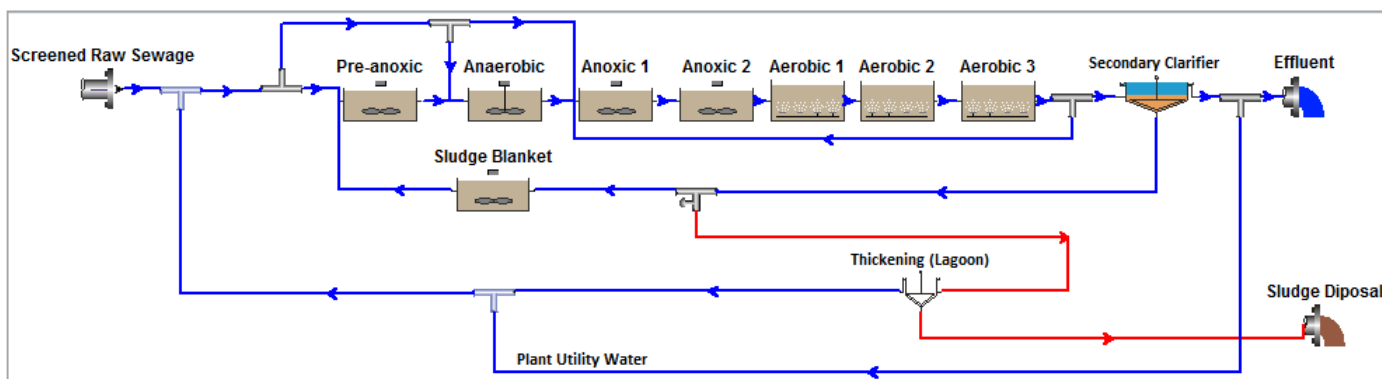 Screened Raw Sewage
Pre-anoxic
Anaerobic
Anoxic 1
Anoxic 2
Aerobic 1
Aerobic 2
Aerobic 3
Secondary Clarifier
Effluent
Sludge Blanket
Thickening (Lagoon)
Sludge Diposal
Plant Utility Water